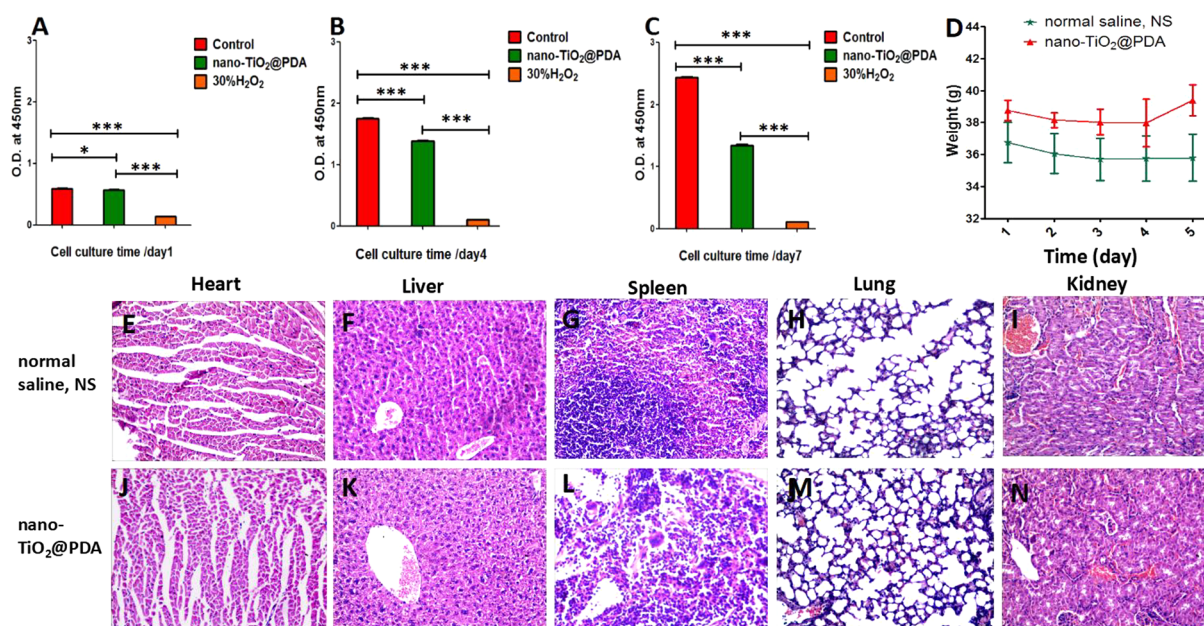 A
Control
nano-TiO₂@PDA
30%H₂O₂
O.D. at 450nm
3
2
1
0
***
*
***
Cell culture time /day1
B
Control
nano-TiO₂@PDA
30%H₂O₂
O.D. at 450nm
3
2
1
0
***
***
***
Cell culture time /day4
C
Control
nano-TiO₂@PDA
30%H₂O₂
O.D. at 450nm
3
2
1
0
***
***
***
Cell culture time /day7
D
normal saline, NS
nano-TiO₂@PDA
Weight (g)
44
42
40
38
36
34
32
1
2
3
4
5
Time (day)
Heart
Liver
Spleen
Lung
Kidney
normal
saline, NS
E
F
G
H
I
nano-
TiO₂@PDA
J
K
L
M
N